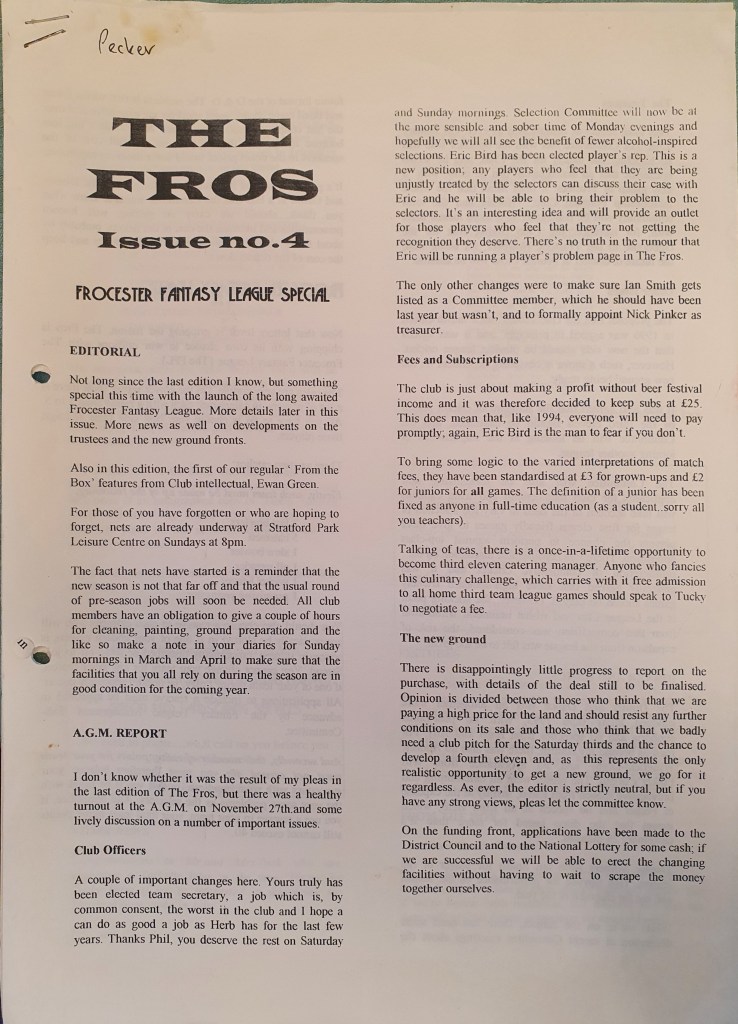 Pecker
THE
FROS
Issue no.4
FROCESTER FANTASY LEAGUE SPECIAL
EDITORIAL
Not long since the last edition I know, but something
special this time with the launch of the long awaited
Frocester Fantasy League. More details later in this
issue. More news as well on developments on the
trustees and the new ground fronts.
Also in this edition, the first of our regular ' From the
Box' features from Club intellectual, Ewan Green.
For those of you have forgotten or who are hoping to
forget, nets are already underway at Stratford Park
Leisure Centre on Sundays at 8pm.
The fact that nets have started is a reminder that the
new season is not that far off and that the usual round
of pre-season jobs will soon be needed. All club
members have an obligation to give a couple of hours
for cleaning, painting, ground preparation and the
like so make a note in your diaries for Sunday
mornings in March and April to make sure that the
facilities that you all rely on during the season are in
good condition for the coming year.
A.G.M. REPORT
I don't know whether it was the result of my pleas in
the last edition of The Fros, but there was a healthy
turnout at the A.G.M. on November 27th.and some
lively discussion on a number of important issues.
Club Officers
A couple of important changes here. Yours truly has
been elected team secretary, a job which is, by
common consent, the worst in the club and I hope a
can do as good a job as Herb has for the last few
years. Thanks Phil, you deserve the rest on Saturday
and Sunday mornings. Selection Committee will now be at
the more sensible and sober time of Monday evenings and
hopefully we will all see the benefit of fewer alcohol-inspired
selections. Eric Bird has been elected player's rep. This is a
new position; any players who feel that they are being
unjustly treated by the selectors can discuss their case with
Eric and he will be able to bring their problem to the
selectors. It's an interesting idea and will provide an outlet
for those players who feel that they're not getting the
recognition they deserve. There's no truth in the rumour that
Eric will be running a player's problem page in The Fros.
The only other changes were to make sure Ian Smith gets
listed as a Committee member, which he should have been
last year but wasn't, and to formally appoint Nick Pinker as
treasurer.
Fees and Subscriptions
The club is just about making a profit without beer festival
income and it was therefore decided to keep subs at £25.
This does mean that, like 1994, everyone will need to pay
promptly; again, Eric Bird is the man to fear if you don't.
To bring some logic to the varied interpretations of match
fees, they have been standardised at £3 for grown-ups and £2
for juniors for all games. The definition of a junior has been
fixed as anyone in full-time education (as a student..sorry all
you teachers).
Talking of teas, there is a once-in-a-lifetime opportunity to
become third eleven catering manager. Anyone who fancies
this culinary challenge, which carries with it free admission
to all home third team league games should speak to Tucky
to negotiate a fee.
The new ground
There is disappointingly little progress to report on the
purchase, with details of the deal still to be finalised.
Opinion is divided between those who think that we are
paying a high price for the land and should resist any further
conditions on its sale and those who think that we badly
need a club pitch for the Saturday thirds and the chance to
develop a fourth eleven and, as this represents the only
realistic opportunity to get a new ground, we go for it
regardless. As ever, the editor is strictly neutral, but if you
have any strong views, pleas let the committee know.
On the funding front, applications have been made to the
District Council and to the National Lottery for some cash; if
we are successful we will be able to erect the changing
facilities without having to wait to scrape the money
together ourselves.
in